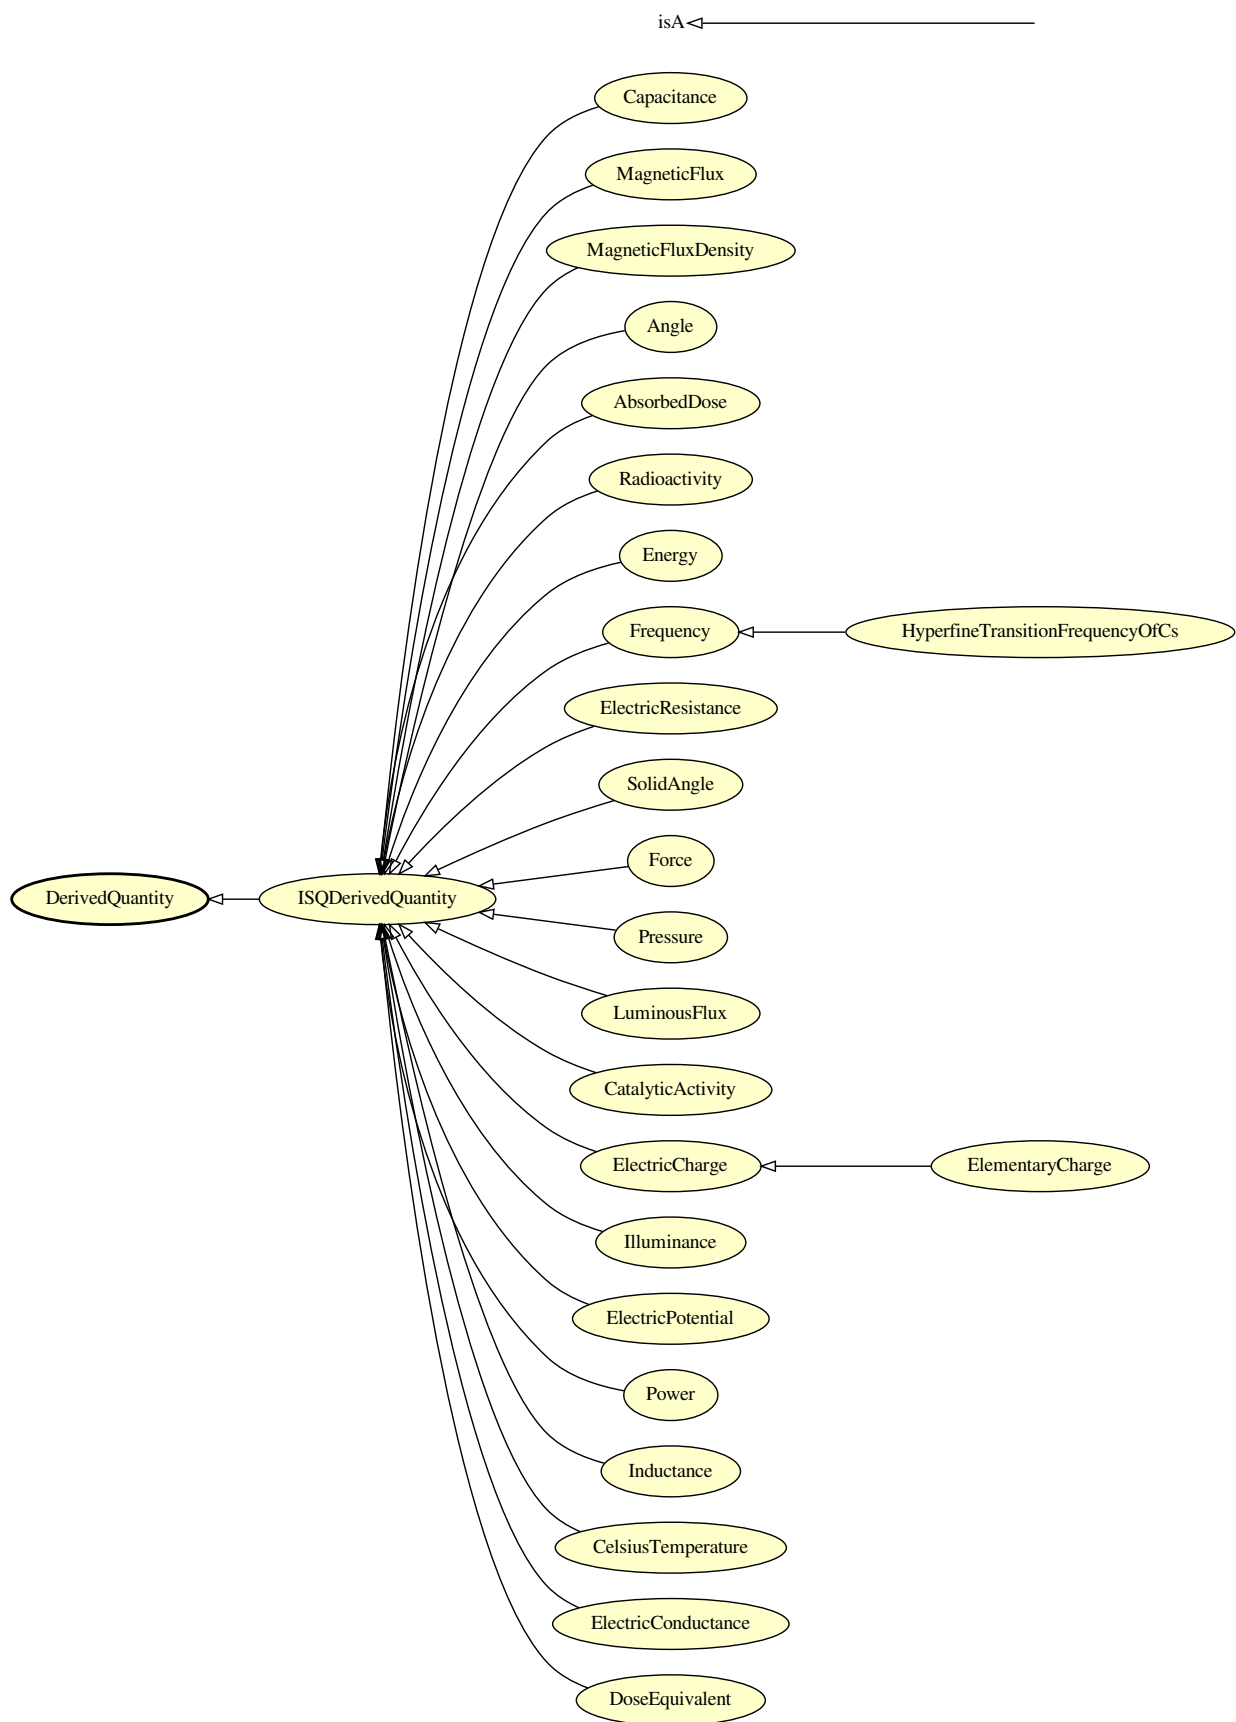 isA
Capacitance
MagneticFlux
MagneticFluxDensity
Angle
AbsorbedDose
Radioactivity
Energy
Frequency
HyperfineTransitionFrequencyOfCs
ElectricResistance
SolidAngle
Force
DerivedQuantity
ISQDerivedQuantity
Pressure
LuminousFlux
CatalyticActivity
ElectricCharge
ElementaryCharge
Illuminance
ElectricPotential
Power
Inductance
CelsiusTemperature
ElectricConductance
DoseEquivalent